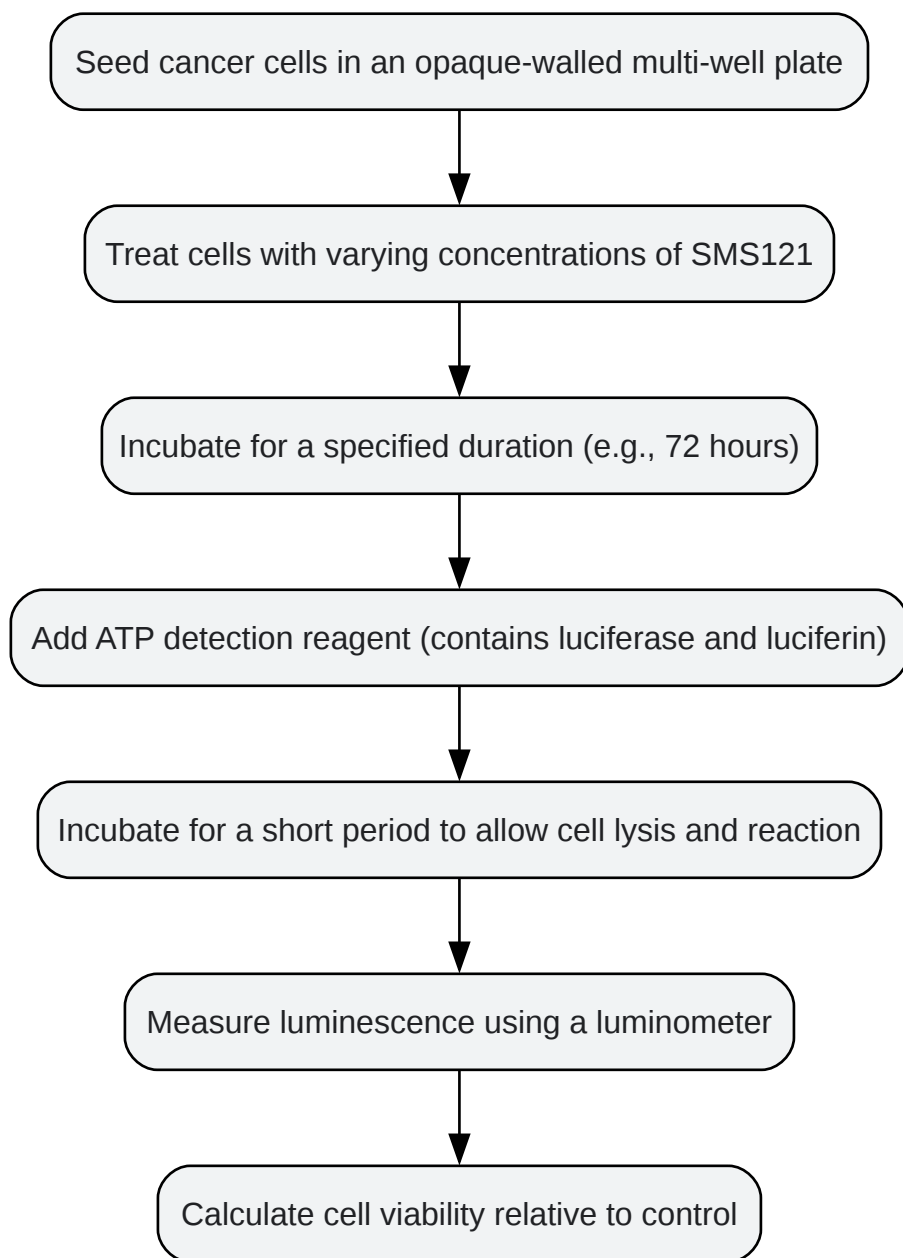 Seed cancer cells in an opaque-walled multi-well plate
Treat cells with varying concentrations of SMS121
Incubate for a specified duration (e.g., 72 hours)
Add ATP detection reagent (contains luciferase and luciferin)
Incubate for a short period to allow cell lysis and reaction
Measure luminescence using a luminometer
Calculate cell viability relative to control